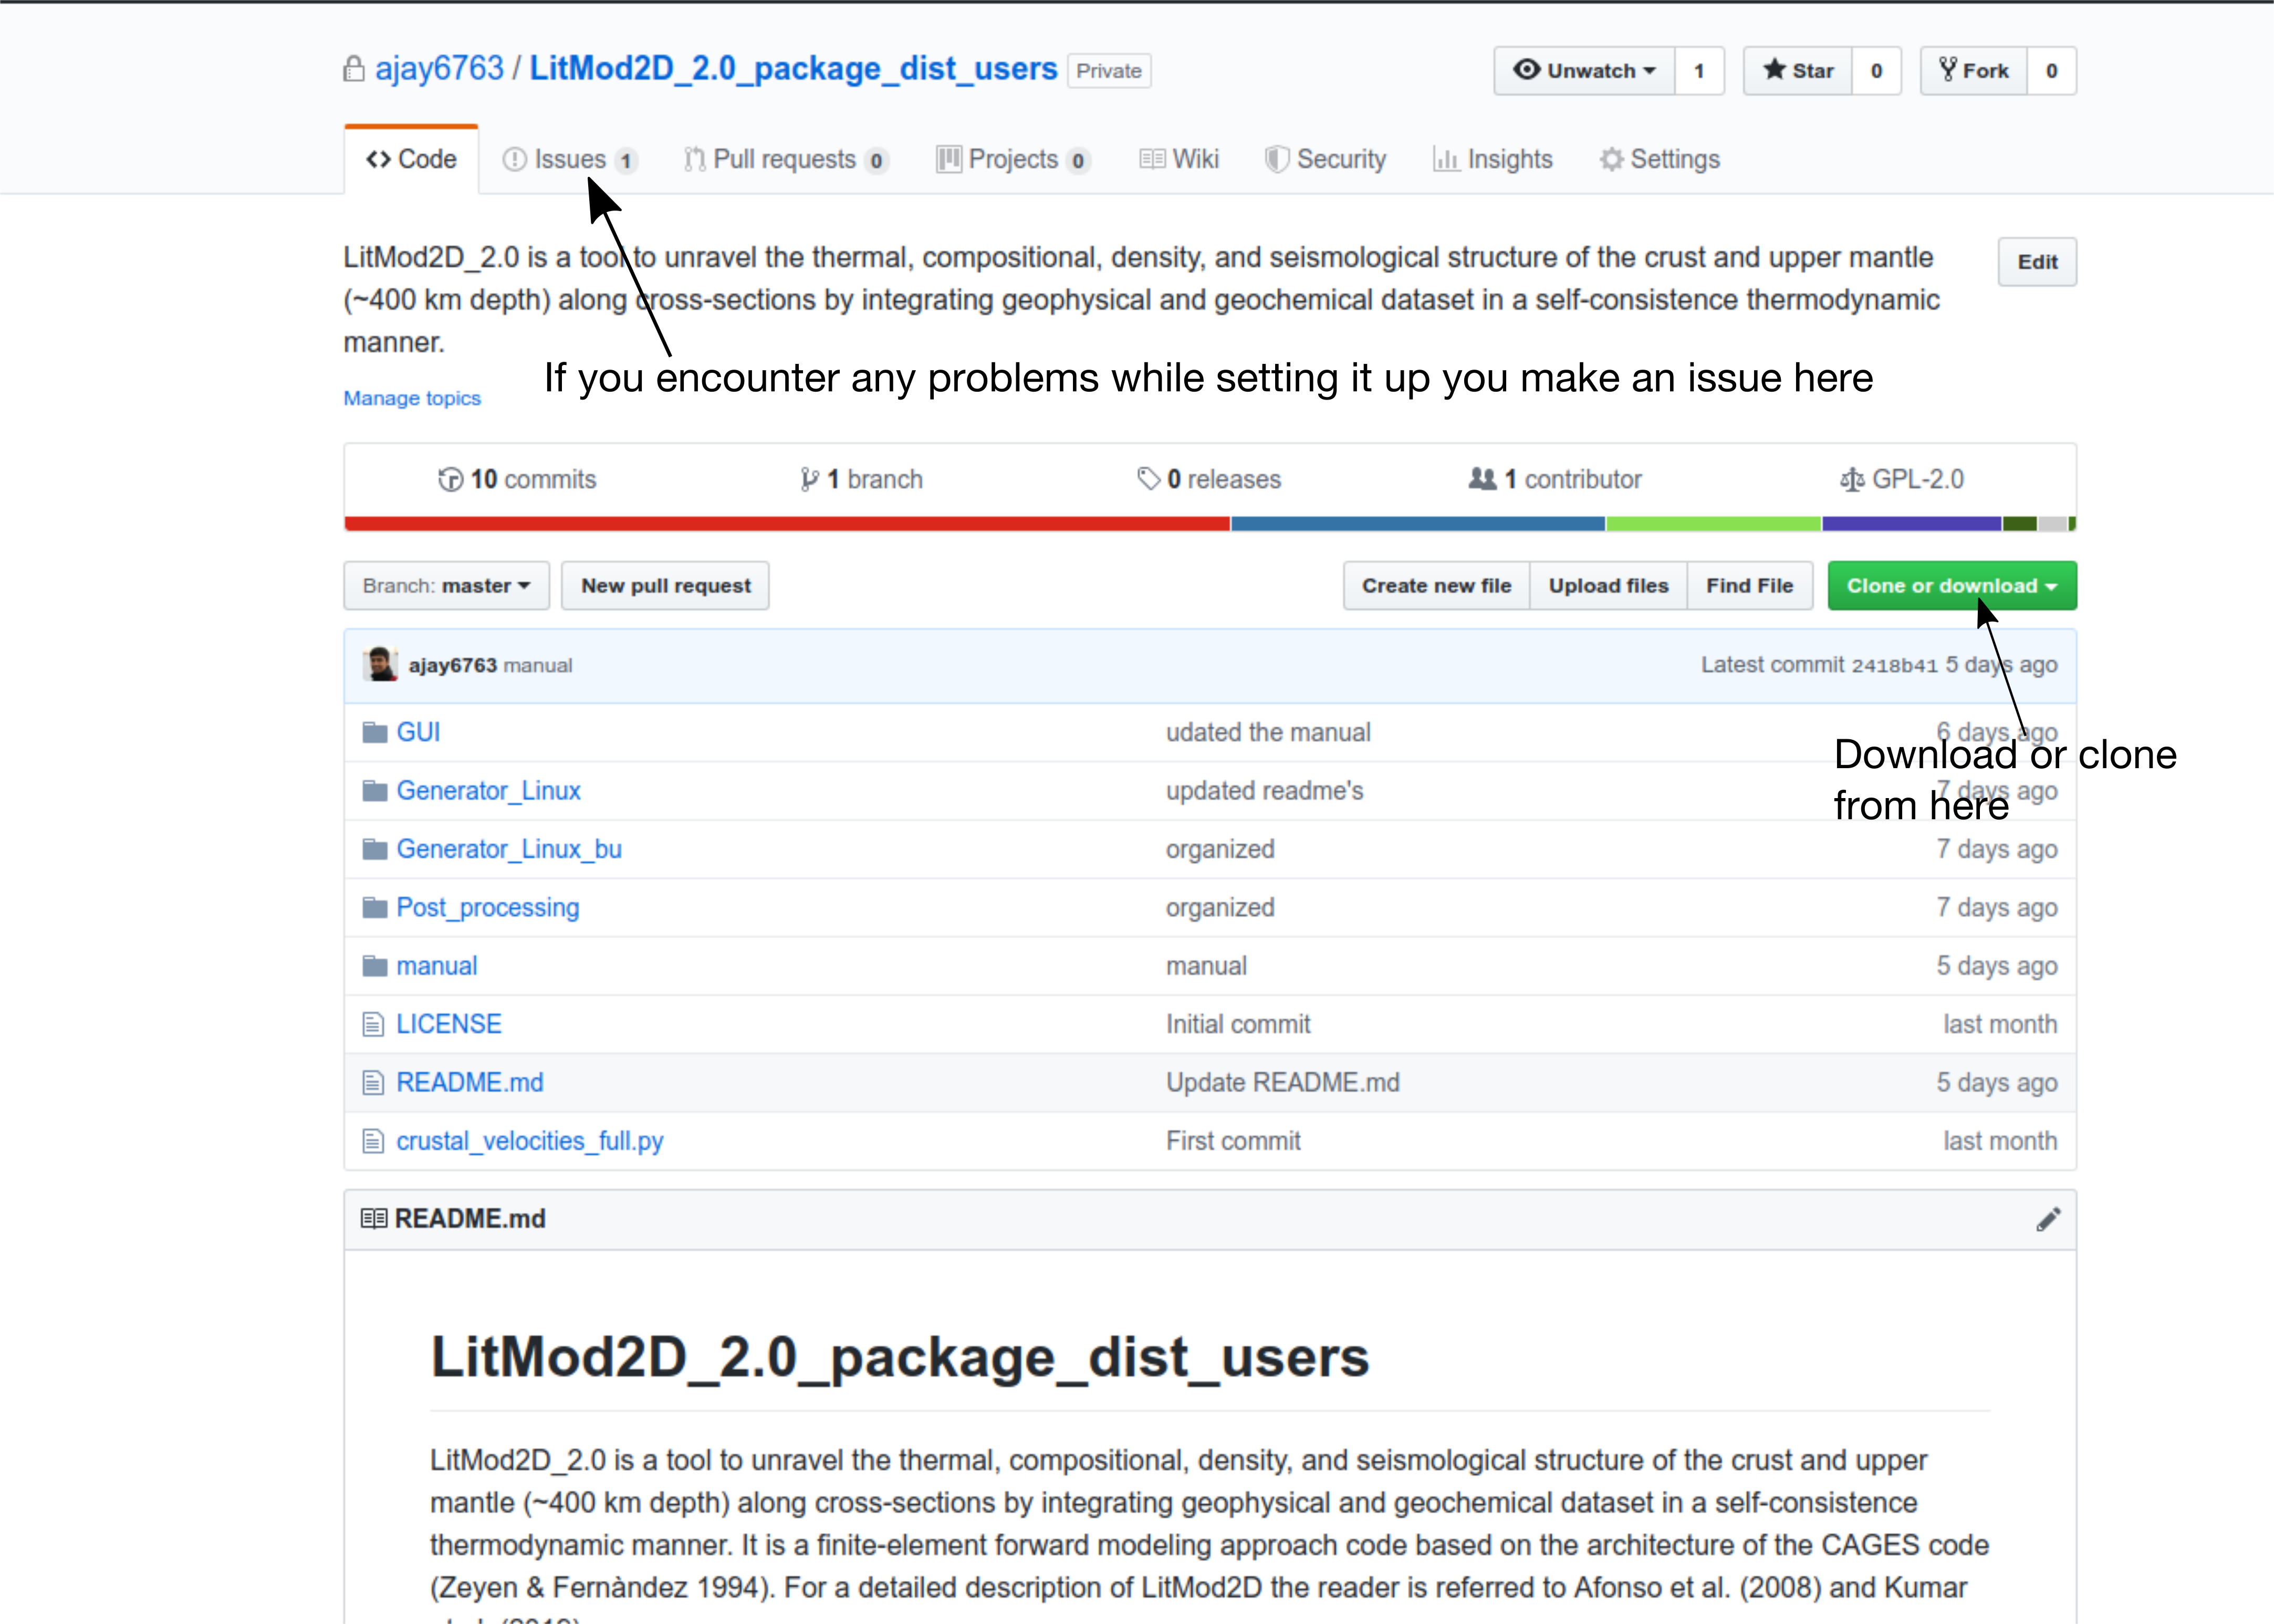 ajay6763 / LitMod2D_2.0_package_dist_users Private Unwatch 1 Star 0 Fork 0
Code Issues 1 Pull requests 0 Projects 0 Wiki Security Insights Settings
LitMod2D_2.0 is a tool to unravel the thermal, compositional, density, and seismological structure of the crust and upper mantle
Edit
(~400 km depth) along cross-sections by integrating geophysical and geochemical dataset in a self-consistence thermodynamic
manner.
If you encounter any problems while setting it up you make an issue here
Manage topics
10 commits 1 branch 0 releases 1 contributor GPL-2.0
Branch: master New pull request Create new file Upload files Find File Clone or download
ajay6763 manual Latest commit 2418b41 5 days ago
GUI udated the manual 6 days ago
Download or clone
from here
Generator_Linux updated readme's 7 days ago
Generator_Linux_bu organized 7 days ago
Post_processing organized 7 days ago
manual manual 5 days ago
LICENSE Initial commit last month
README.md Update README.md 5 days ago
crustal_velocities_full.py First commit last month
README.md
LitMod2D_2.0_package_dist_users
LitMod2D_2.0 is a tool to unravel the thermal, compositional, density, and seismological structure of the crust and upper
mantle (~400 km depth) along cross-sections by integrating geophysical and geochemical dataset in a self-consistence
thermodynamic manner. It is a finite-element forward modeling approach code based on the architecture of the CAGES code
(Zeyen & Fernàndez 1994). For a detailed description of LitMod2D the reader is referred to Afonso et al. (2008) and Kumar